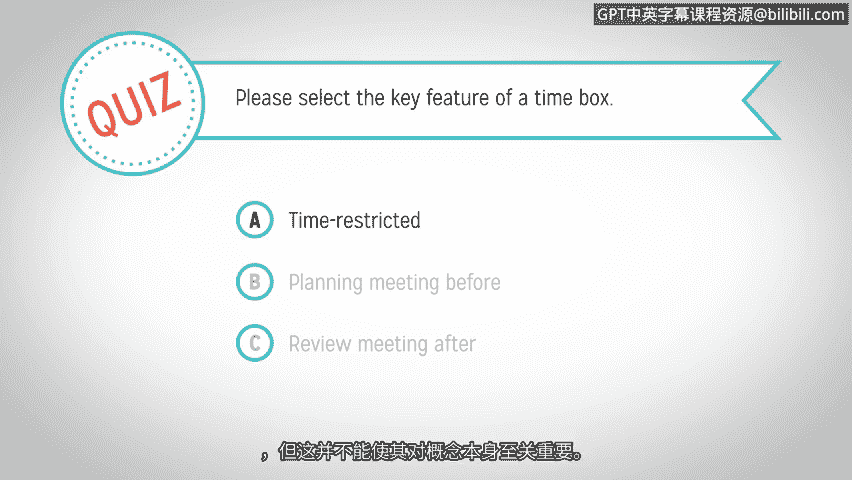 GPT中英字幕课程资源@bilibili.com
QUIZ
Please select the key feature of a time box.
A Time-restricted
B Planning meeting before
C Review meeting after
，但这并不能使其对概念本身至关重要。